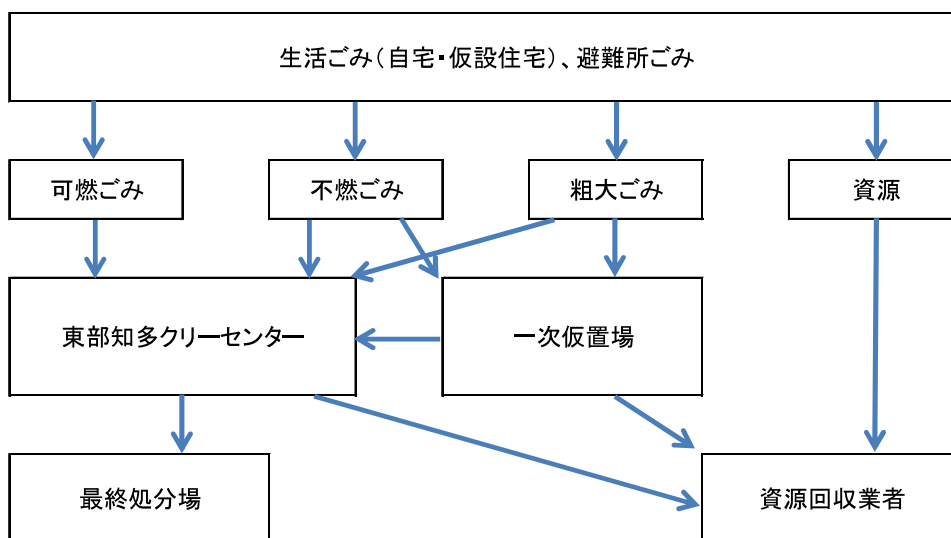 生活ごみ（自宅・仮設住宅）、避難所ごみ
可燃ごみ
不燃ごみ
粗大ごみ
資源
東部知多クリーセンター
一次仮置場
最終処分場
資源回収業者